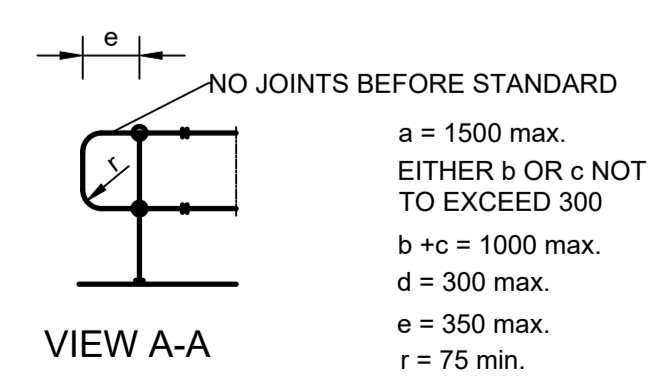 e
NO JOINTS BEFORE STANDARD
r
a = 1500 max.
EITHER b OR c NOT
TO EXCEED 300
b +c = 1000 max.
d = 300 max.
e = 350 max.
r = 75 min.
VIEW A-A